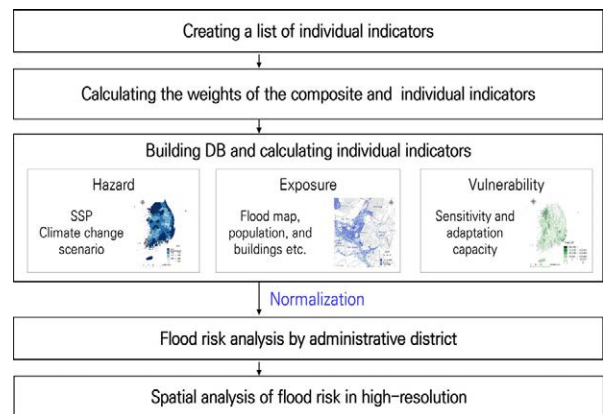 Creating a list of individual indicators
Calculating the weights of the composite and individual indicators
Building DB and calculating individual indicators
Hazard
SSP
Climate change
scenario
Exposure
Flood map,
population, and
buildings etc.
Vulnerability
Sensitivity and
adaptation
capacity
Normalization
Flood risk analysis by administrative district
Spatial analysis of flood risk in high-resolution